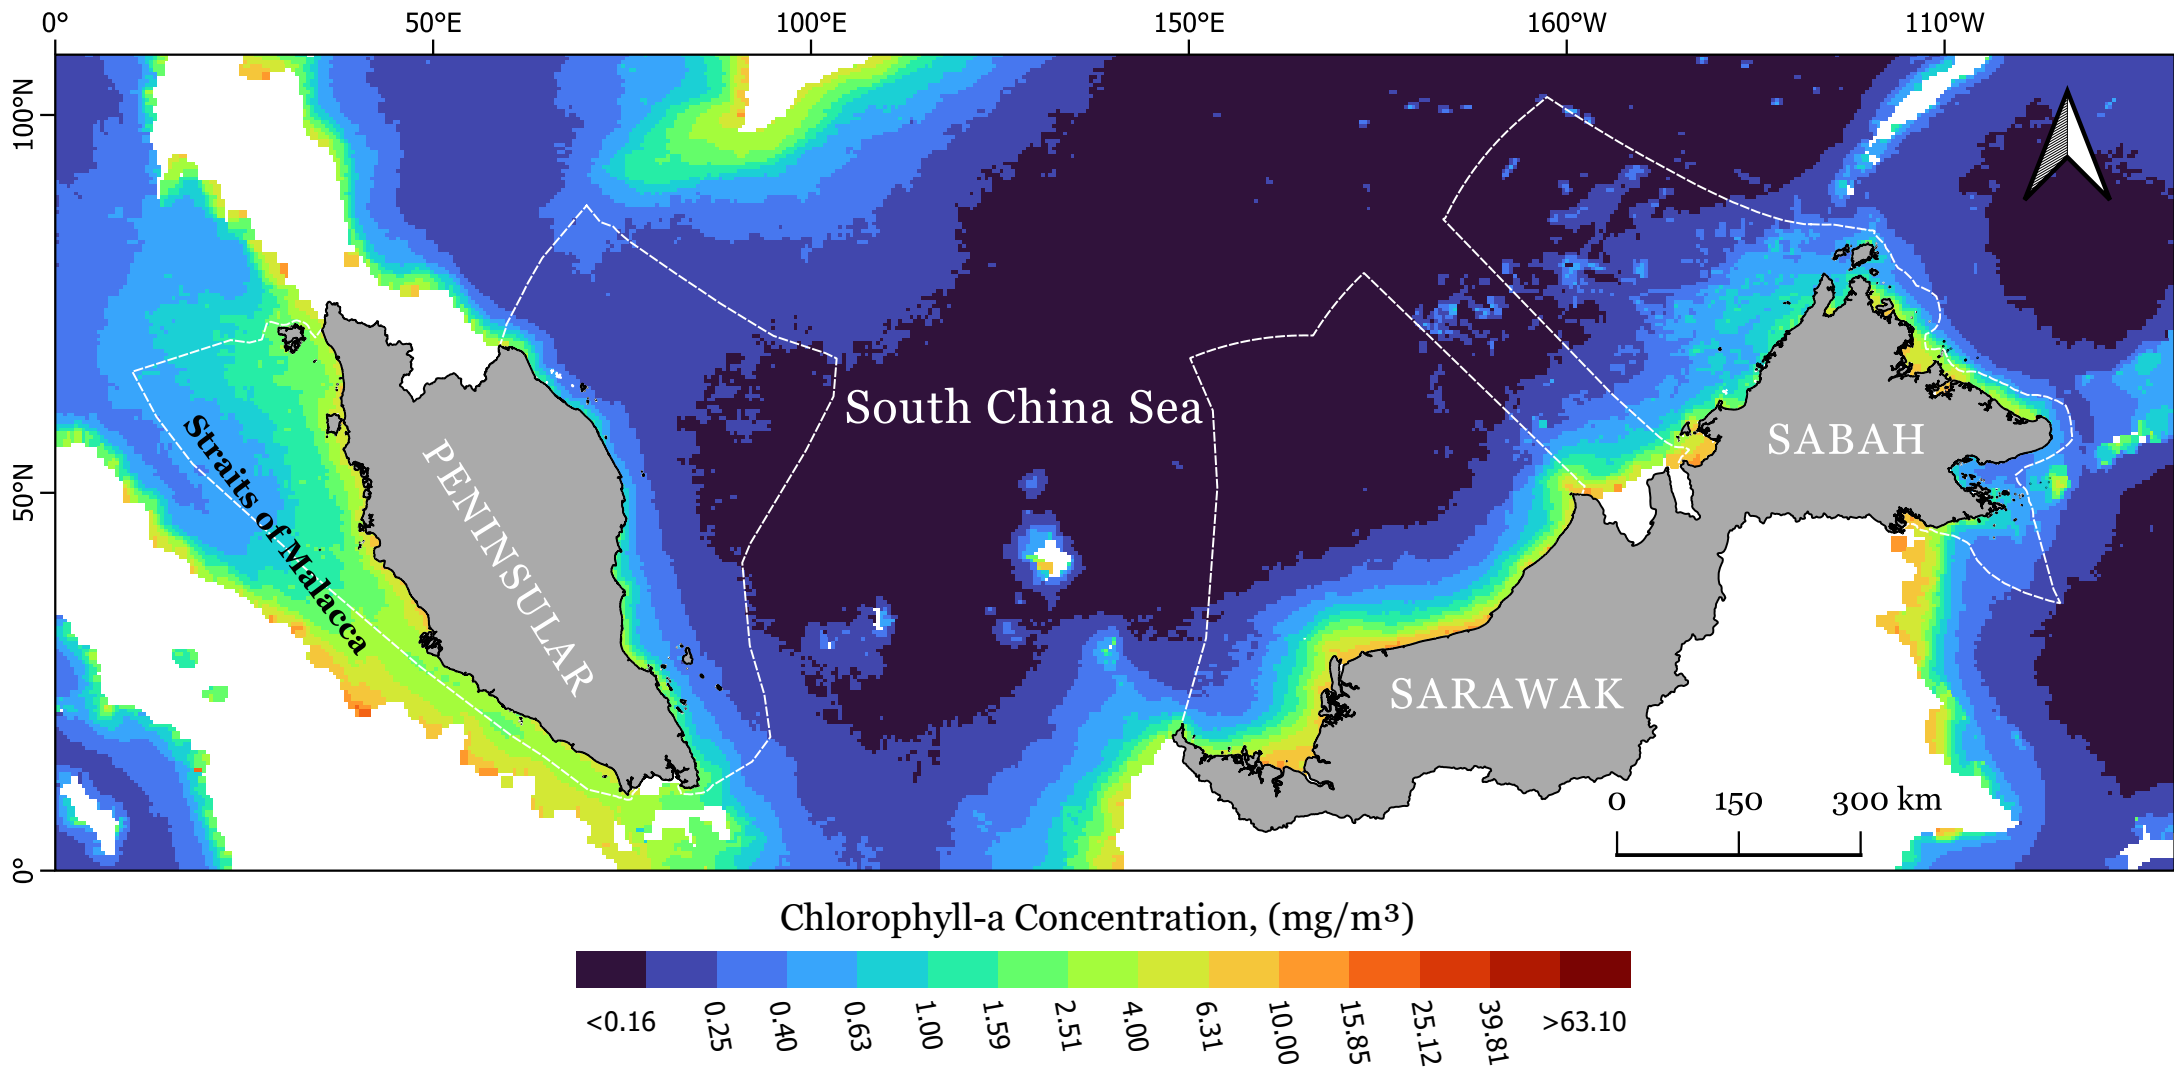 0° 50°E 100°E 150°E 160°W 110°W
100°N
50°N
0°
South China Sea
Straits of Malacca
PENINSULAR
SABAH
SARAWAK
0 150 300 km
Chlorophyll-a Concentration, (mg/m³)
<0.16 0.25 0.40 0.63 1.00 1.59 2.51 4.00 6.31 10.00 15.85 25.12 39.81 >63.10